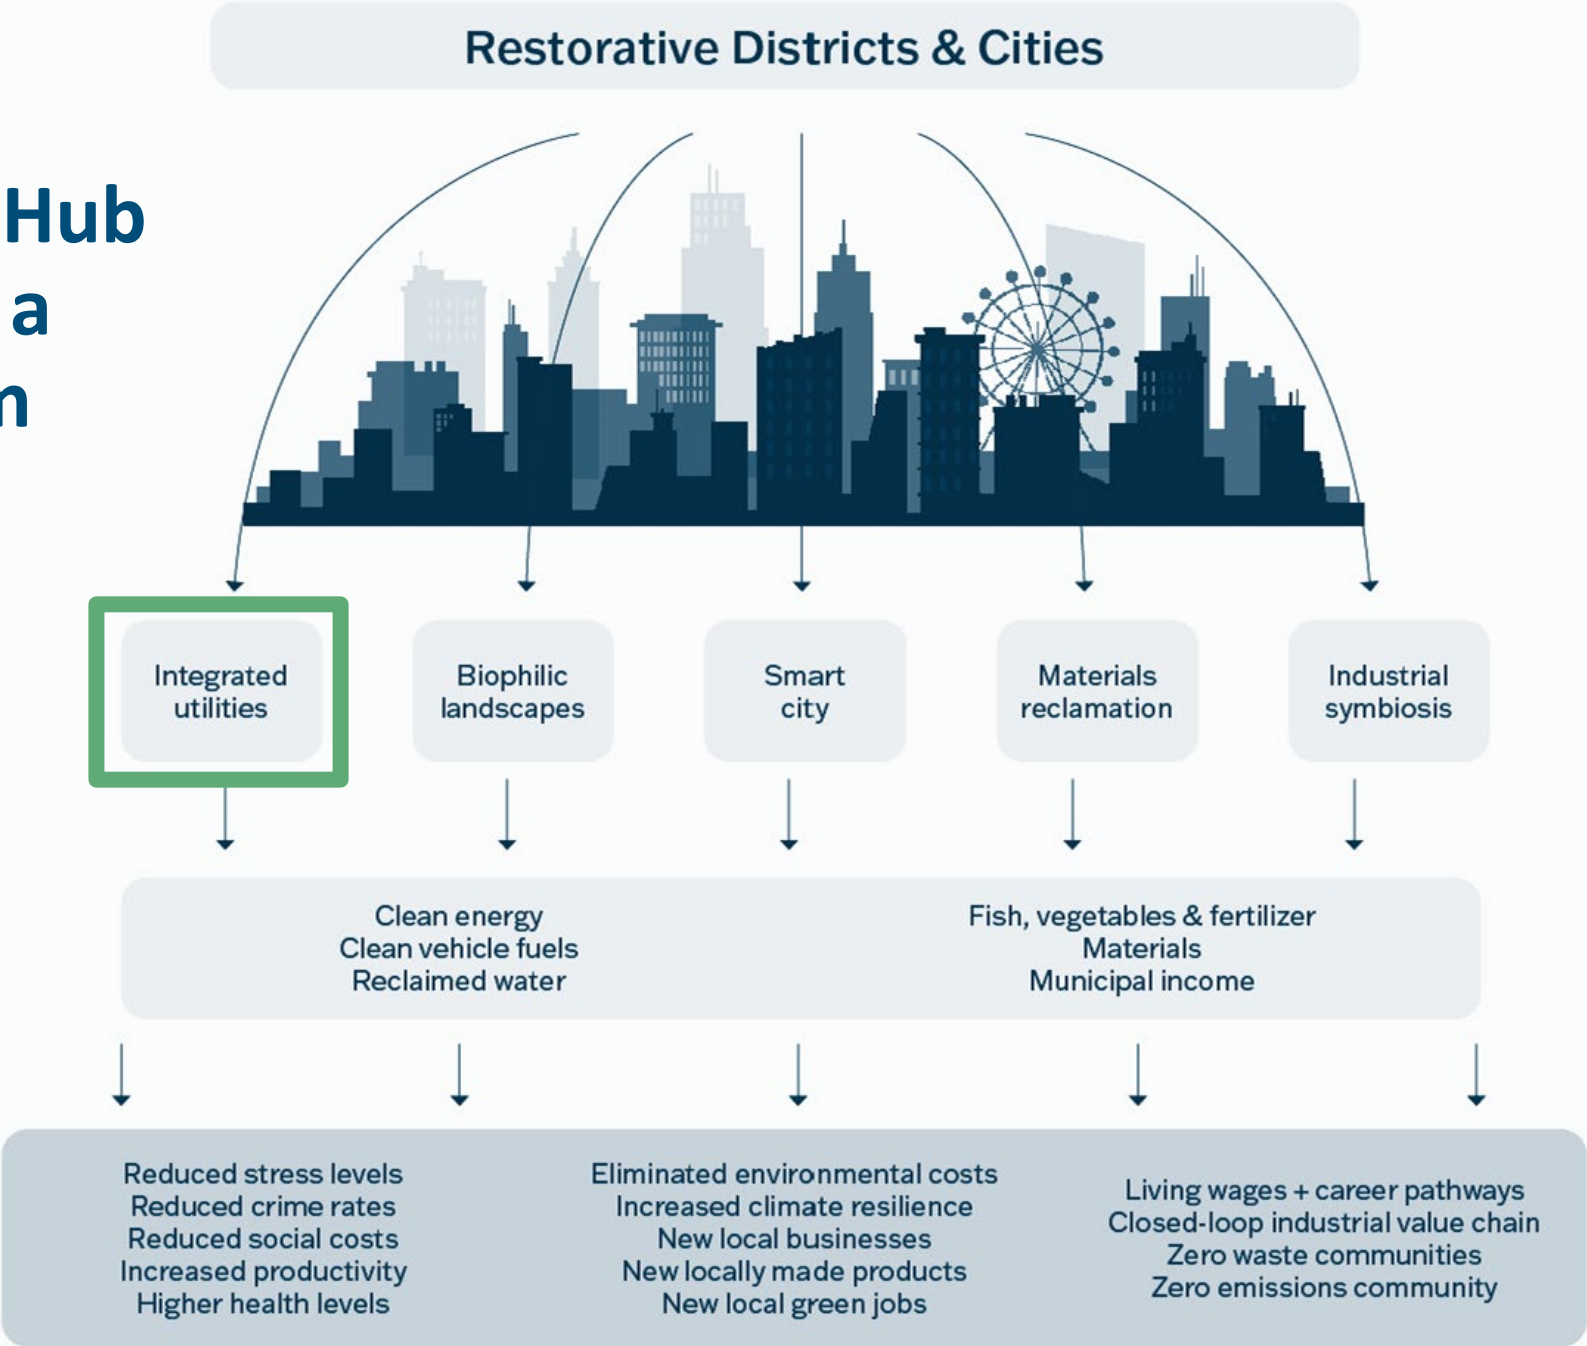 Restorative Districts & Cities
Hub
a
Integrated
utilities
Biophilic
landscapes
Smart
city
Materials
reclamation
Industrial
symbiosis
Clean energy
Clean vehicle fuels
Reclaimed water
Fish, vegetables & fertilizer
Materials
Municipal income
Reduced stress levels
Reduced crime rates
Reduced social costs
Increased productivity
Higher health levels
Eliminated environmental costs
Increased climate resilience
New local businesses
New locally made products
New local green jobs
Living wages + career pathways
Closed-loop industrial value chain
Zero waste communities
Zero emissions community